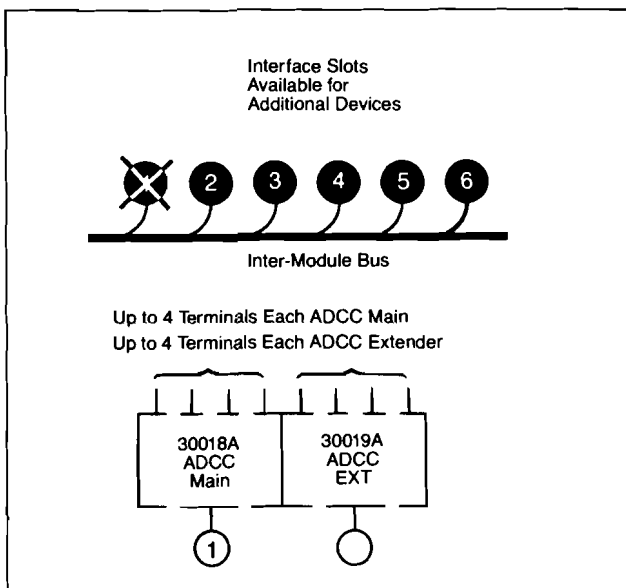 Interface Slots
Available for
Additional Devices
1 2 3 4 5 6
Inter-Module Bus
Up to 4 Terminals Each ADCC Main
Up to 4 Terminals Each ADCC Extender
30018A
ADCC
Main
30019A
ADCC
EXT
1